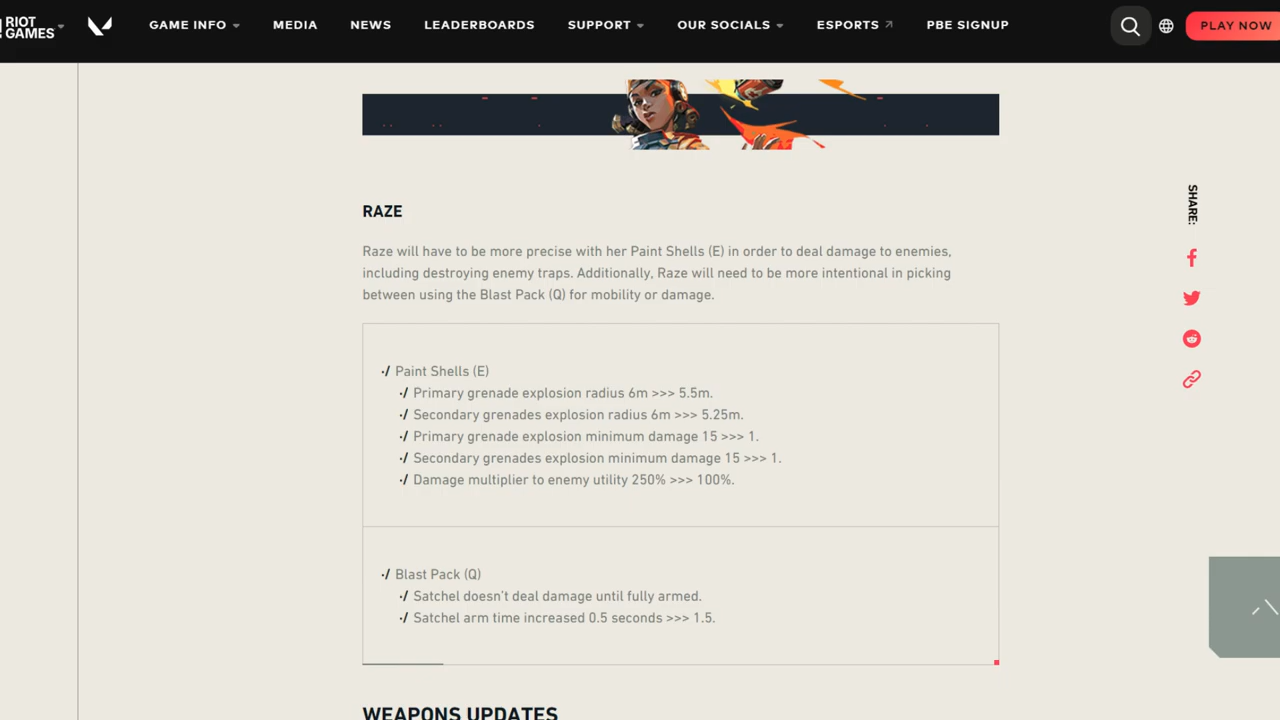 RIOT GAMES
GAME INFO
MEDIA
NEWS
LEADERBOARDS
SUPPORT
OUR SOCIALS
ESPORTS
PBE SIGNUP
PLAY NOW
SHARE:
RAZE
Raze will have to be more precise with her Paint Shells (E) in order to deal damage to enemies,
including destroying enemy traps. Additionally, Raze will need to be more intentional in picking
between using the Blast Pack (Q) for mobility or damage.
·/ Paint Shells (E)
·/ Primary grenade explosion radius 6m >>> 5.5m.
·/ Secondary grenades explosion radius 6m >>> 5.25m.
·/ Primary grenade explosion minimum damage 15 >>> 1.
·/ Secondary grenades explosion minimum damage 15 >>> 1.
·/ Damage multiplier to enemy utility 250% >>> 100%.
·/ Blast Pack (Q)
·/ Satchel doesn't deal damage until fully armed.
·/ Satchel arm time increased 0.5 seconds >>> 1.5.
WEAPONS UPDATES